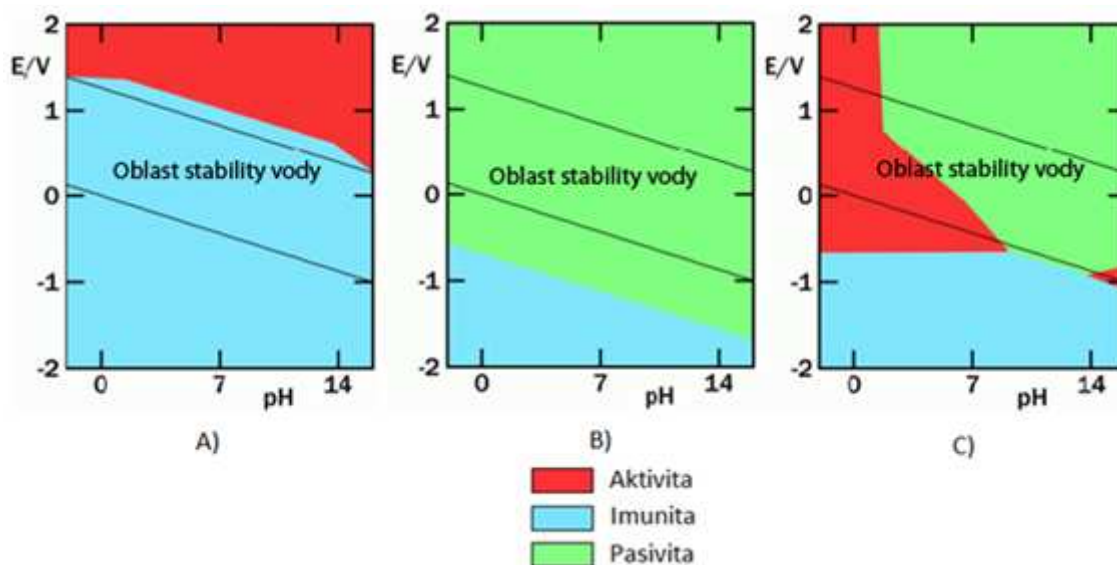 2
E/V
1
0
-1
-2
0
7
14
pH
Oblast stability vody
A)
2
E/V
1
0
-1
-2
0
7
14
pH
Oblast stability vody
B)
2
E/V
1
0
-1
-2
0
7
14
pH
Oblast stability vody
C)
Aktivita
Imunita
Pasivita